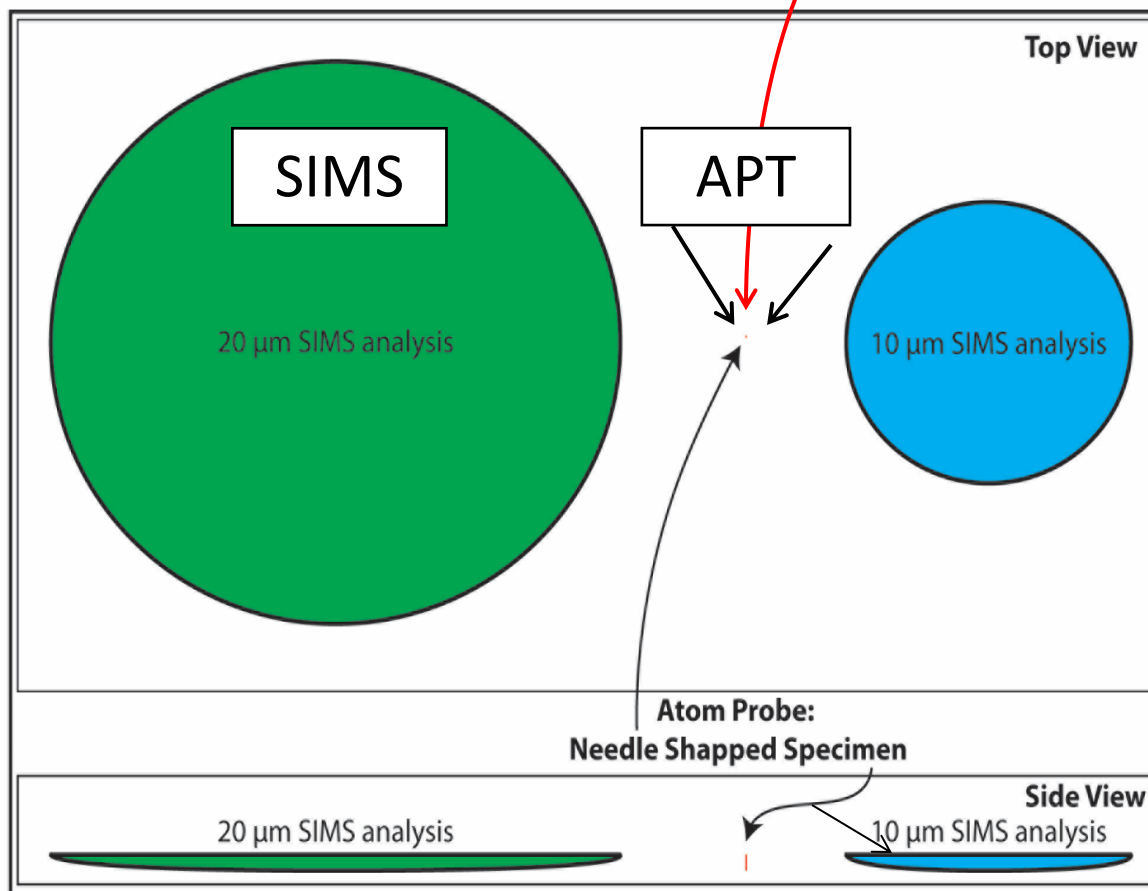 Top View
SIMS
APT
20 µm SIMS analysis
10 µm SIMS analysis
Atom Probe:
Needle Shapped Specimen
Side View
20 µm SIMS analysis
10 µm SIMS analysis